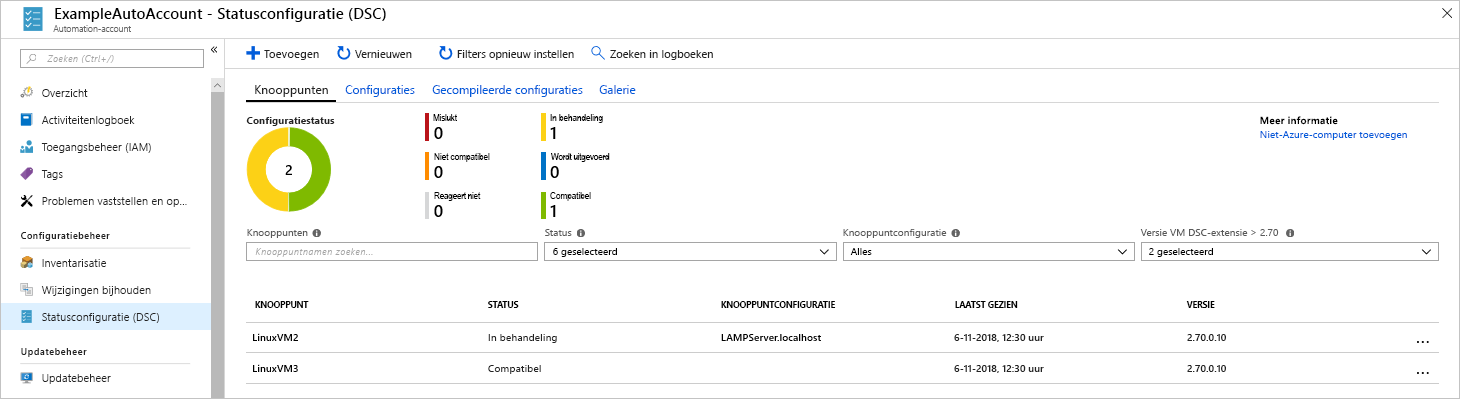 ExampleAutoAccount - Statusconfiguratie (DSC)
Automation-account
Zoeken (Ctrl+/)
Overzicht
Activiteitenlogboek
Toegangsbeheer (IAM)
Tags
Problemen vaststellen en op...
Configuratiebeheer
Inventarisatie
Wijzigingen bijhouden
Statusconfiguratie (DSC)
Updatebeheer
Updatebeheer
Toevoegen Vernieuwen Filters opnieuw instellen Zoeken in logboeken
Knooppunten Configuraties Gecompileerde configuraties Galerie
Configuratiestatus
2
Mislukt
0
In behandeling
1
Niet compatibel
0
Wordt uitgevoerd
0
Reageert niet
0
Compatibel
1
Meer informatie
Niet-Azure-computer toevoegen
Knooppunten Status Knooppuntconfiguratie Versie VM DSC-extensie > 2.70
Knooppuntnamen zoeken... 6 geselecteerd Alles 2 geselecteerd
KNOOPPUNT STATUS KNOOPPUNTCONFIGURATIE LAATST GEZIEN VERSIE
LinuxVM2 In behandeling LAMPServer.localhost 6-11-2018, 12:30 uur 2.70.0.10 ...
LinuxVM3 Compatibel 6-11-2018, 12:30 uur 2.70.0.10 ...